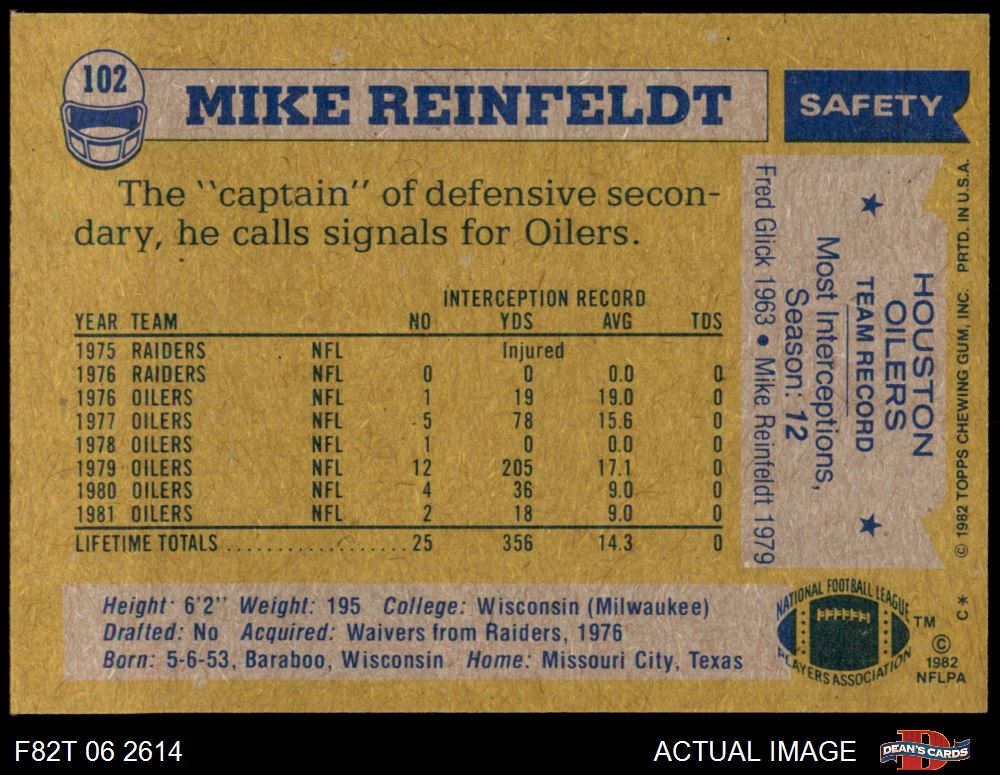 102
MIKE REINFELDT
SAFETY
The "captain" of defensive secon-
dary, he calls signals for Oilers.
INTERCEPTION RECORD
YEAR TEAM NO YDS AVG TDS
1975 RAIDERS NFL Injured
1976 RAIDERS NFL 0 0 0.0 0
1976 OILERS NFL 1 19 19.0 0
1977 OILERS NFL 5 78 15.6 0
1978 OILERS NFL 1 0 0.0 0
1979 OILERS NFL 12 205 17.1 0
1980 OILERS NFL 4 36 9.0 0
1981 OILERS NFL 2 18 9.0 0
LIFETIME TOTALS .................. 25 356 14.3 0
Height: 6'2" Weight: 195 College: Wisconsin (Milwaukee)
Drafted: No Acquired: Waivers from Raiders, 1976
Born: 5-6-53, Baraboo, Wisconsin Home: Missouri City, Texas
HOUSTON
OILERS
TEAM RECORD
Most Interceptions,
Season: 12
Fred Glick 1963 • Mike Reinfeldt 1979
© 1982 TOPPS CHEWING GUM, INC. PRTD. IN U.S.A.
C*
NATIONAL FOOTBALL LEAGUE
PLAYERS ASSOCIATION
TM
©
1982
NFLPA
F82T 06 2614
ACTUAL IMAGE
D
DEAN'S CARDS